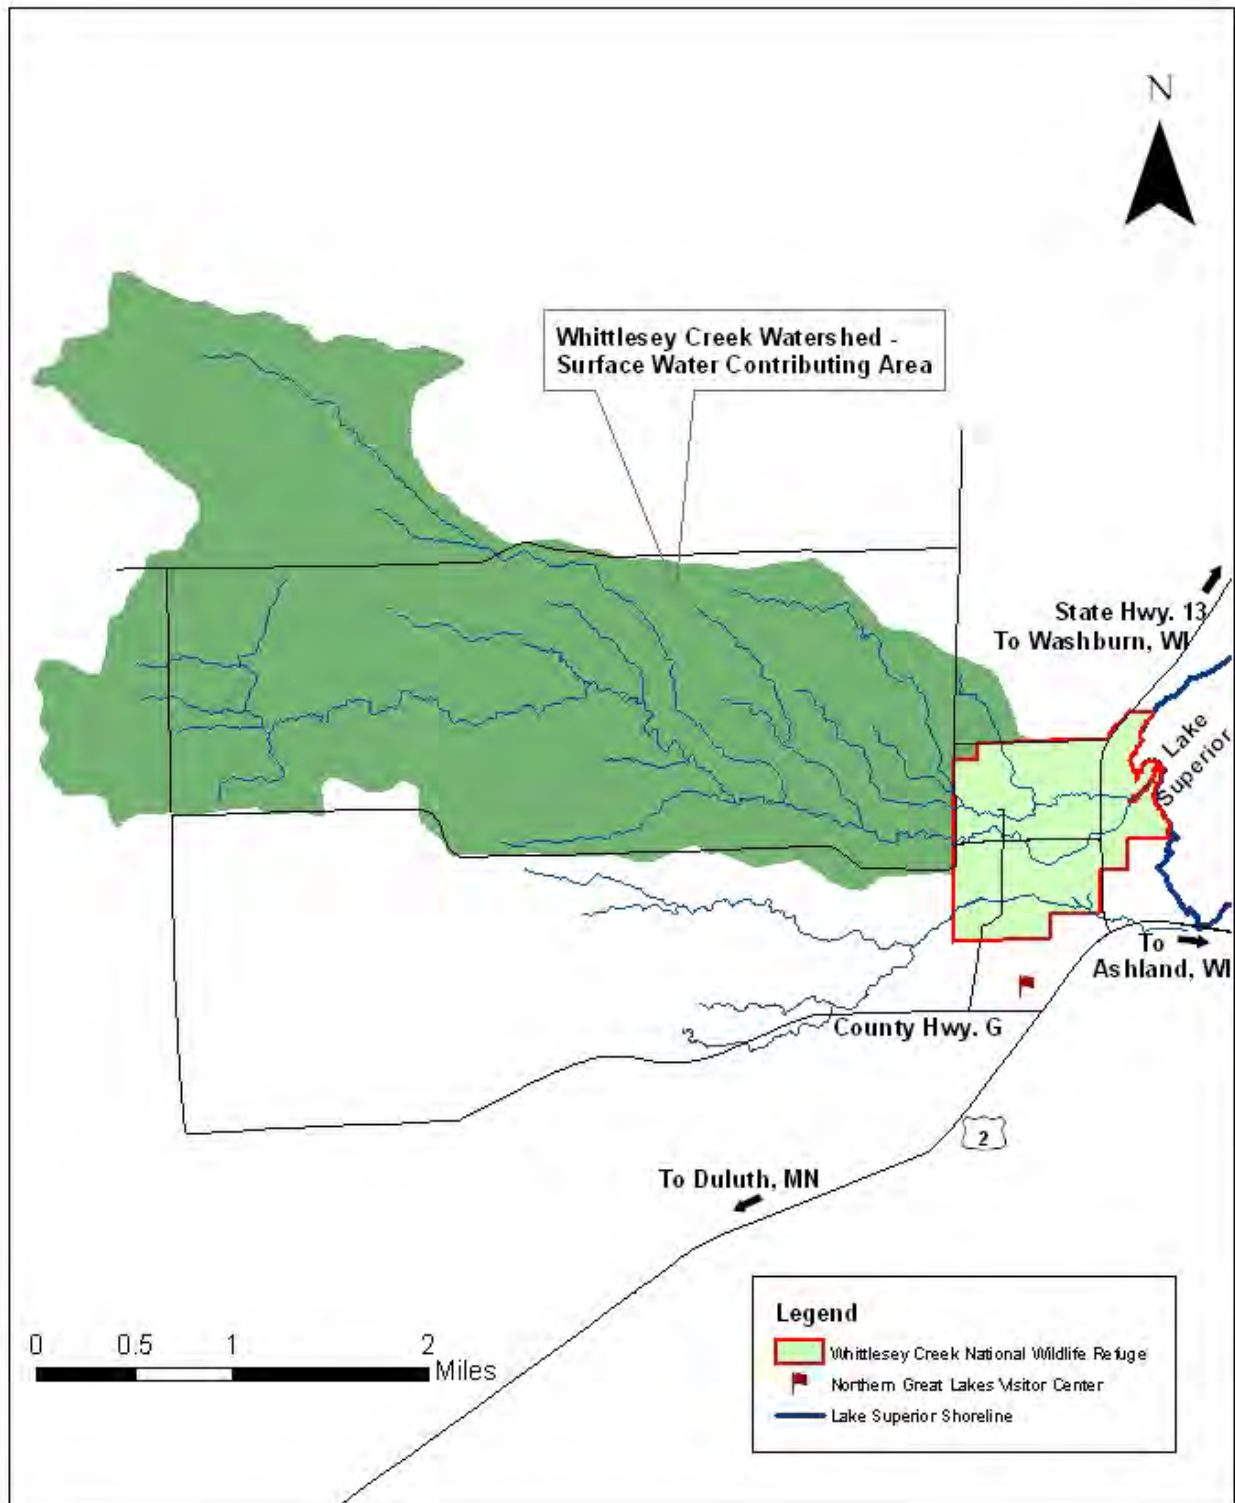 N
Whittlesey Creek Watershed -
Surface Water Contributing Area
State Hwy. 13
To Washburn, WI
Lake
Superior
To
Ashland, WI
County Hwy. G
2
To Duluth, MN
Legend
Whittlesey Creek National Wildlife Refuge
Northern Great Lakes Visitor Center
Lake Superior Shoreline
0 0.5 1 2
Miles